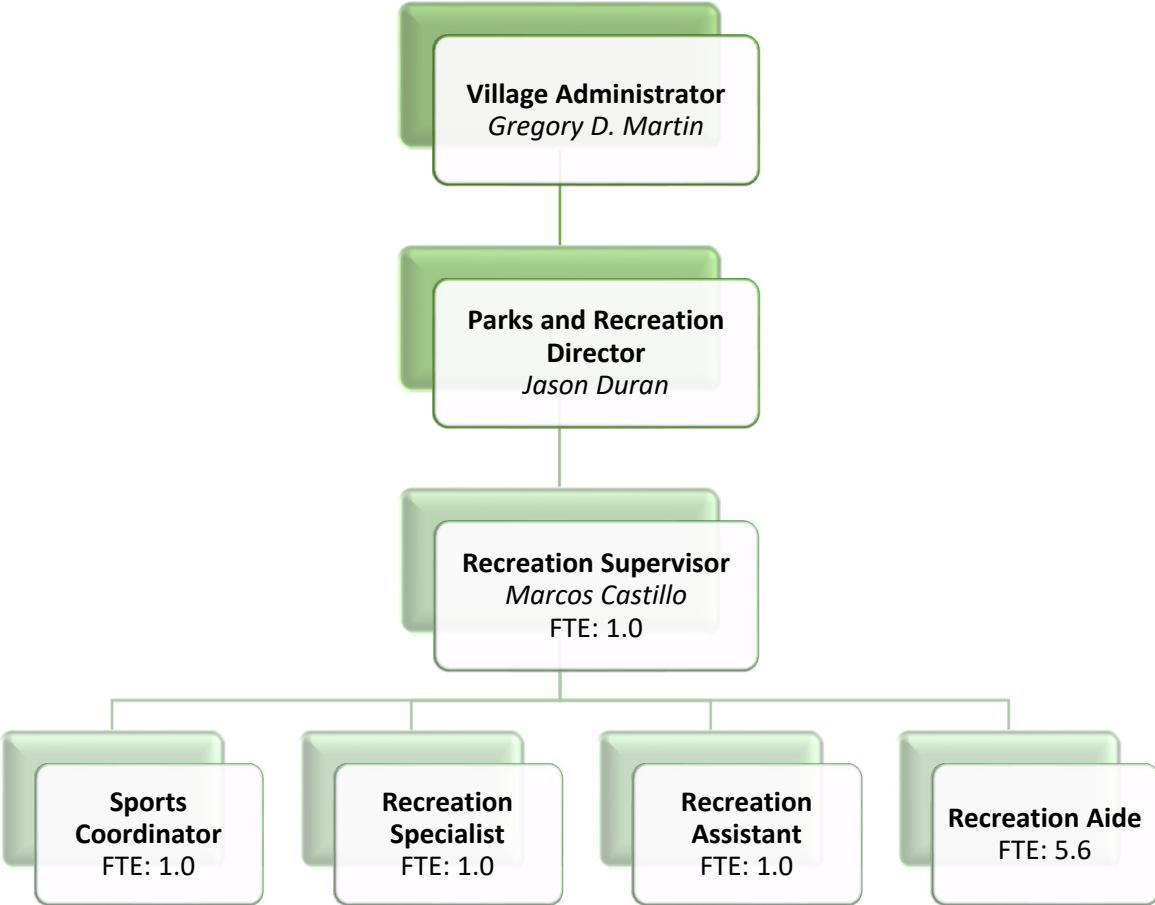 Village Administrator
Gregory D. Martin
Parks and Recreation
Director
Jason Duran
Recreation Supervisor
Marcos Castillo
FTE: 1.0
Sports
Coordinator
FTE: 1.0
Recreation
Specialist
FTE: 1.0
Recreation
Assistant
FTE: 1.0
Recreation Aide
FTE: 5.6